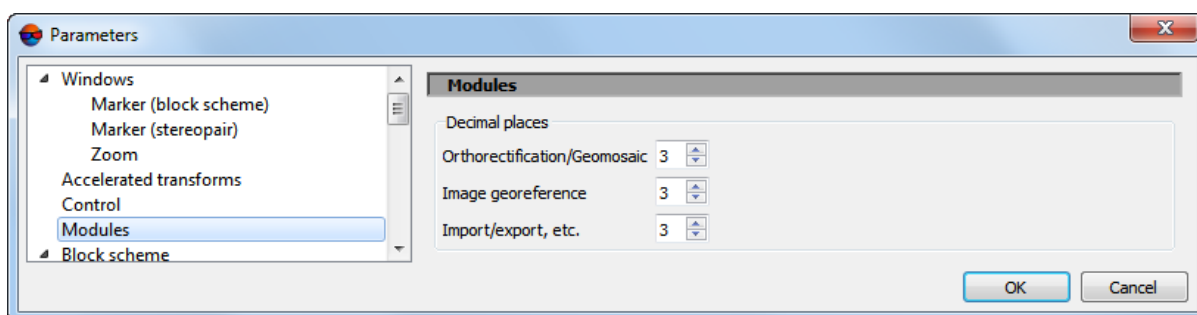 Parameters
Windows
Marker (block scheme)
Marker (stereopair)
Zoom
Accelerated transforms
Control
Modules
Block scheme
Modules
Decimal places
Orthorectification/Geomosaic 3
Image georeference 3
Import/export, etc. 3
OK Cancel